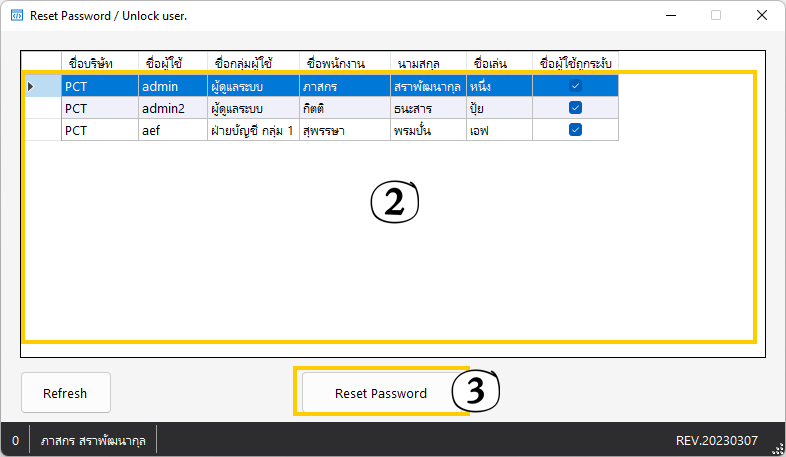 Reset Password / Unlock user.
ชื่อบริษัท ชื่อผู้ใช้ ชื่อกลุ่มผู้ใช้ ชื่อพนักงาน นามสกุล ชื่อเล่น ชื่อผู้ใช้ถูกระงับ
PCT admin ผู้ดูแลระบบ ภาสกร สราพัฒนากุล หนึ่ง
PCT admin2 ผู้ดูแลระบบ กิตติ ธนะสาร ปุ้ย
PCT aef ฝ่ายบัญชี กลุ่ม 1 สุพรรษา พรมปั้น เอฟ
2
Refresh Reset Password 3
0 ภาสกร สราพัฒนากุล REV.20230307